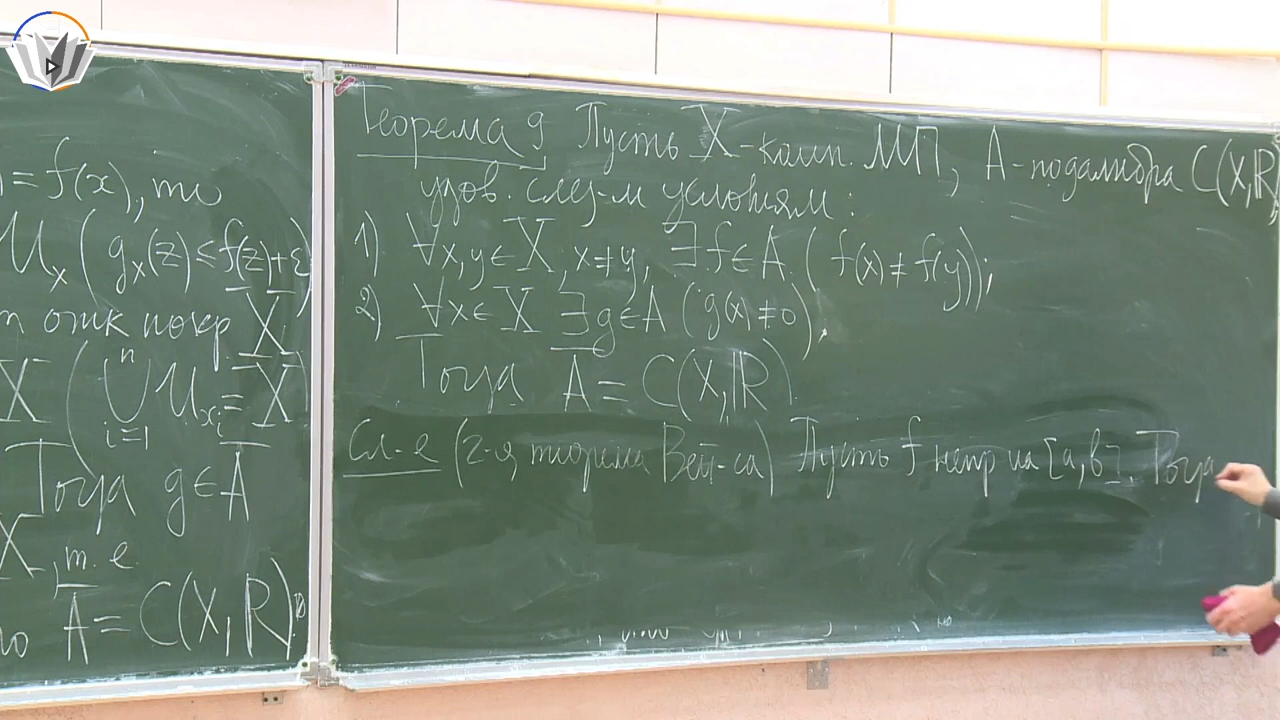 = f(x), то
U_x (g_x(z) ≤ f(z)+ε)
откр покр. X
X (⋃_{i=1}^{n} U_{x_i} = X)
Тогда g ∈ A̅
X, т.е.
A̅ = C(X,ℝ).
Теорема 9 Пусть X-комп. МП, A-подалгебра C(X,ℝ)
удов. след-м условиям:
1) ∀x,y∈X, x≠y, ∃f∈A (f(x)≠f(y));
2) ∀x∈X ∃g∈A (g(x)≠0).
Тогда A̅ = C(X,ℝ).
Сл-е (2-я теорема Вей-са) Пусть f непр на [a,b]. Тогда